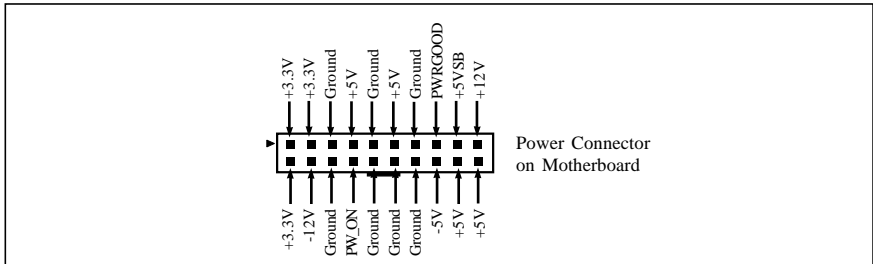 +3.3V
+3.3V
Ground
+5V
Ground
+5V
Ground
PWRGOOD
+5VSB
+12V
Power Connector
on Motherboard
+3.3V
-12V
Ground
PW_ON
Ground
Ground
Ground
-5V
+5V
+5V